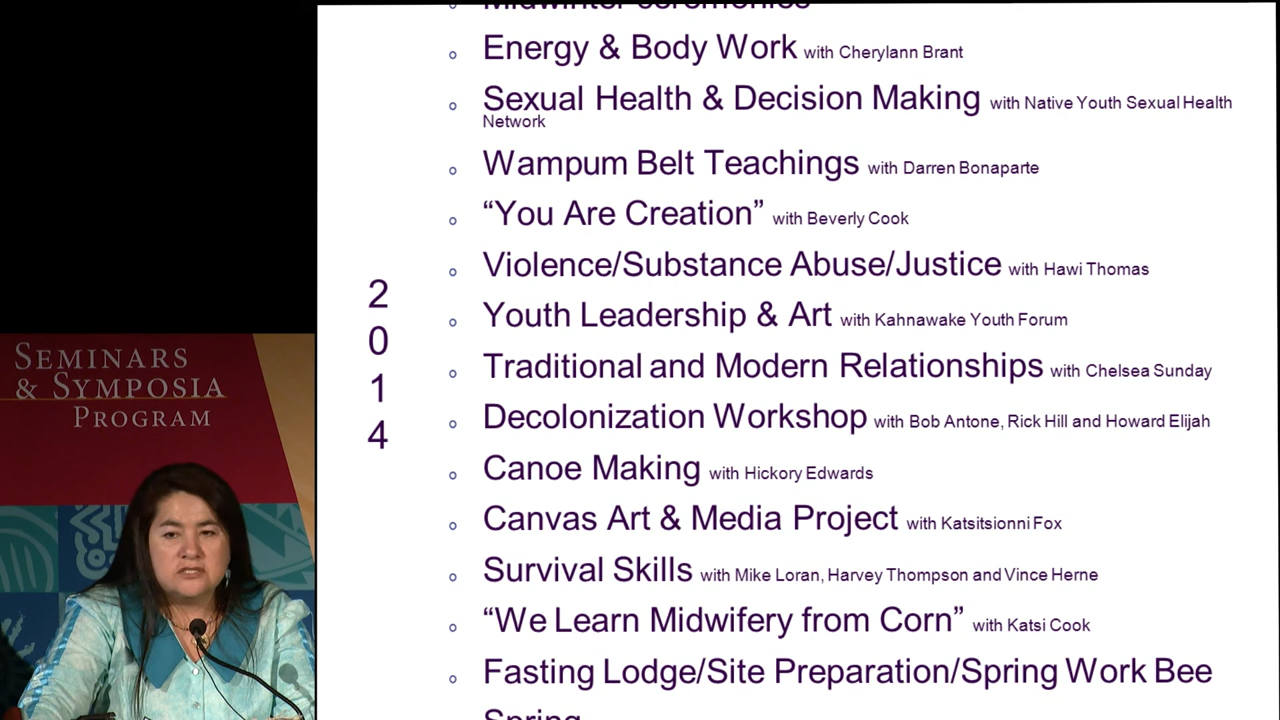 Midwinter ceremonies
Energy & Body Work with Cherylann Brant
Sexual Health & Decision Making with Native Youth Sexual Health
Network
Wampum Belt Teachings with Darren Bonaparte
“You Are Creation” with Beverly Cook
Violence/Substance Abuse/Justice with Hawi Thomas
Youth Leadership & Art with Kahnawake Youth Forum
Traditional and Modern Relationships with Chelsea Sunday
Decolonization Workshop with Bob Antone, Rick Hill and Howard Elijah
Canoe Making with Hickory Edwards
Canvas Art & Media Project with Katsitsionni Fox
Survival Skills with Mike Loran, Harvey Thompson and Vince Herne
“We Learn Midwifery from Corn” with Katsi Cook
Fasting Lodge/Site Preparation/Spring Work Bee
Spring
2
0
1
4
SEMINARS
& SYMPOSIA
PROGRAM